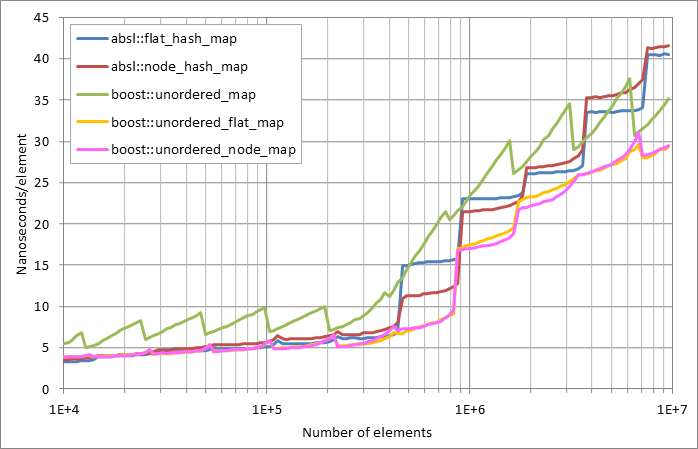 absl::flat_hash_map
absl::node_hash_map
boost::unordered_map
boost::unordered_flat_map
boost::unordered_node_map
Nanoseconds/element
45
40
35
30
25
20
15
10
5
0
1E+4
1E+5
1E+6
1E+7
Number of elements